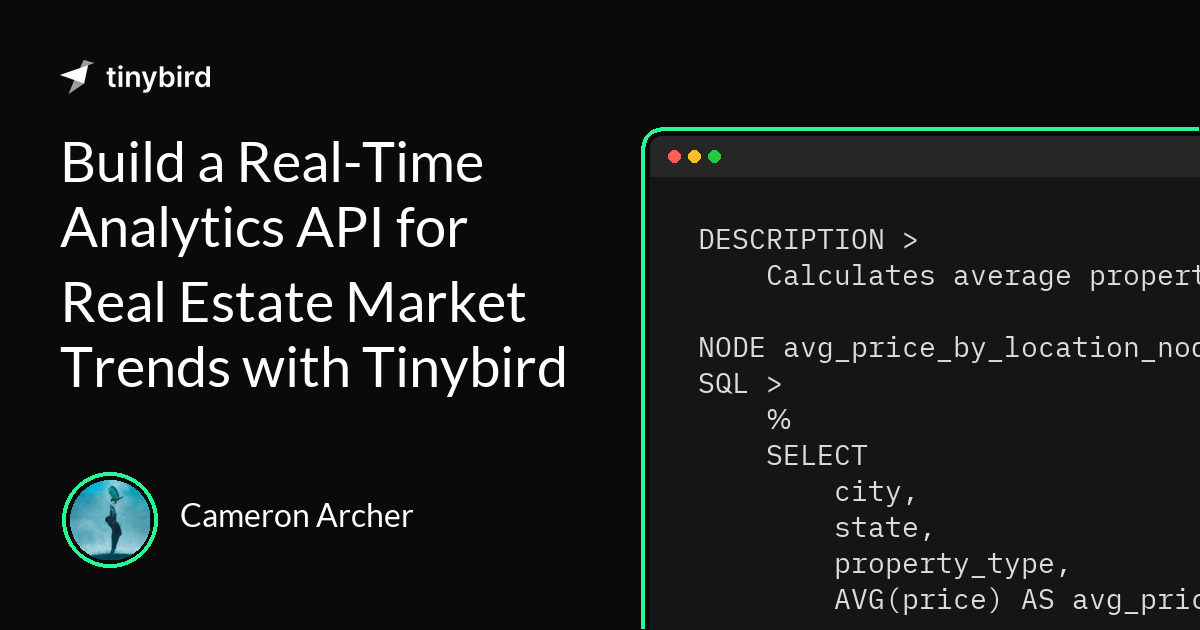 tinybird
Build a Real-Time
Analytics API for
Real Estate Market
Trends with Tinybird
Cameron Archer
DESCRIPTION >
Calculates average propert
NODE avg_price_by_location_nod
SQL >
%
SELECT
city,
state,
property_type,
AVG(price) AS avg_pric